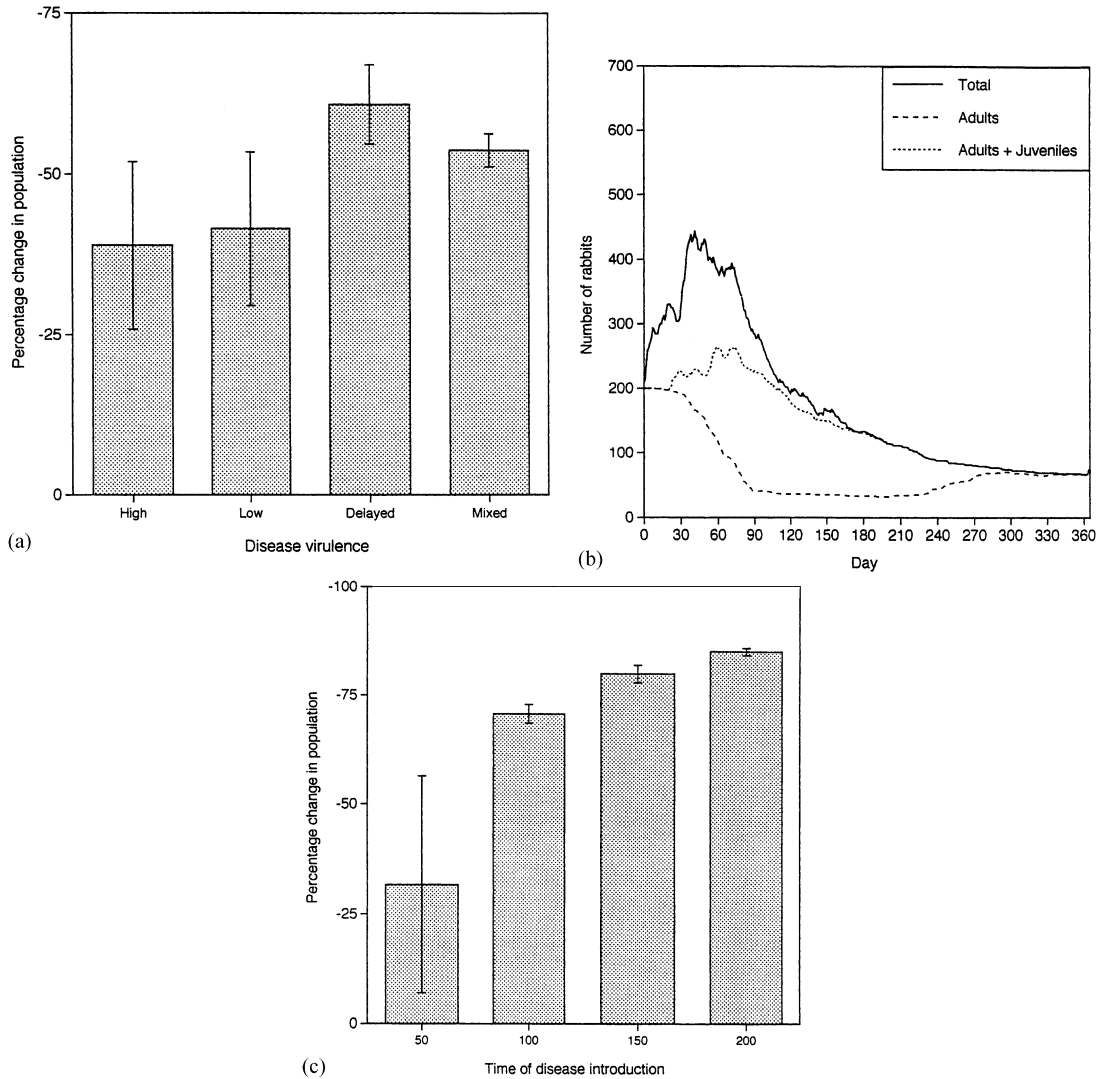 -75
-50
-25
0
Percentage change in population
High Low Delayed Mixed
Disease virulence
(a)
700
600
500
400
300
200
100
0
Number of rabbits
Total
Adults
Adults + Juveniles
0 30 60 90 120 150 180 210 240 270 300 330 360
Day
(b)
-100
-75
-50
-25
0
Percentage change in population
50 100 150 200
Time of disease introduction
(c)